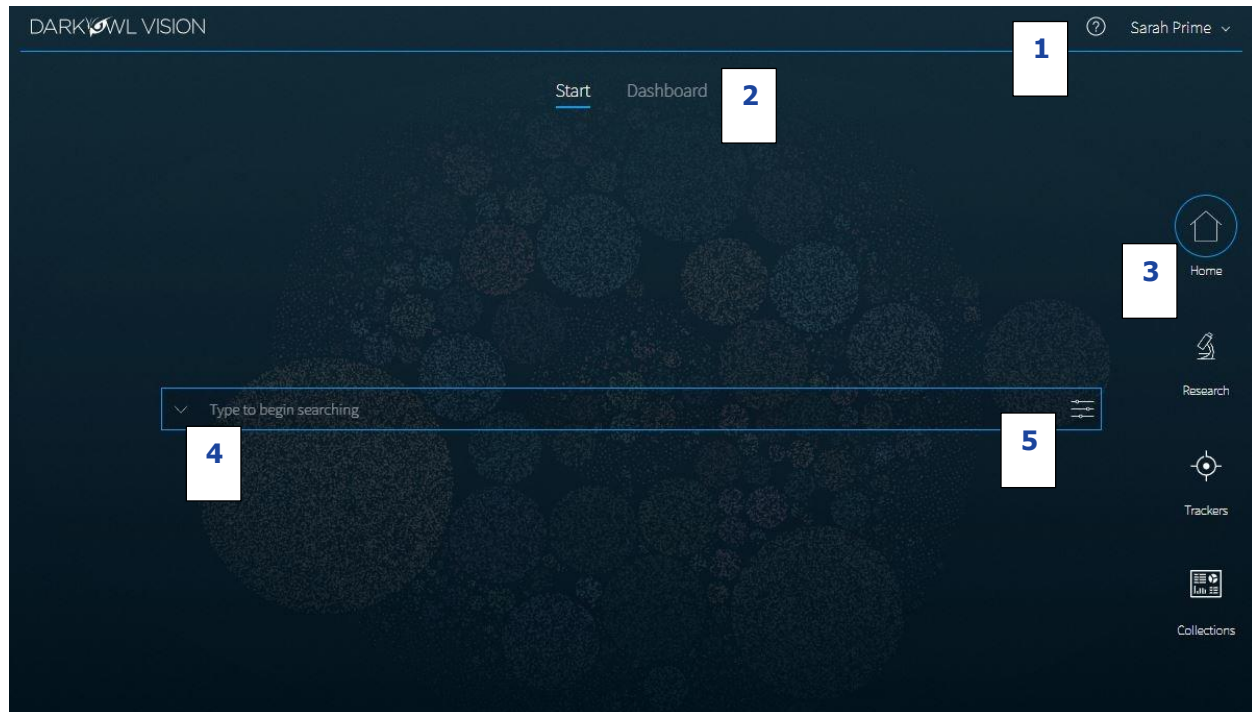 DARKOWL VISION
1
Sarah Prime
Start Dashboard
2
Home
3
Research
Type to begin searching
4
5
Trackers
Collections